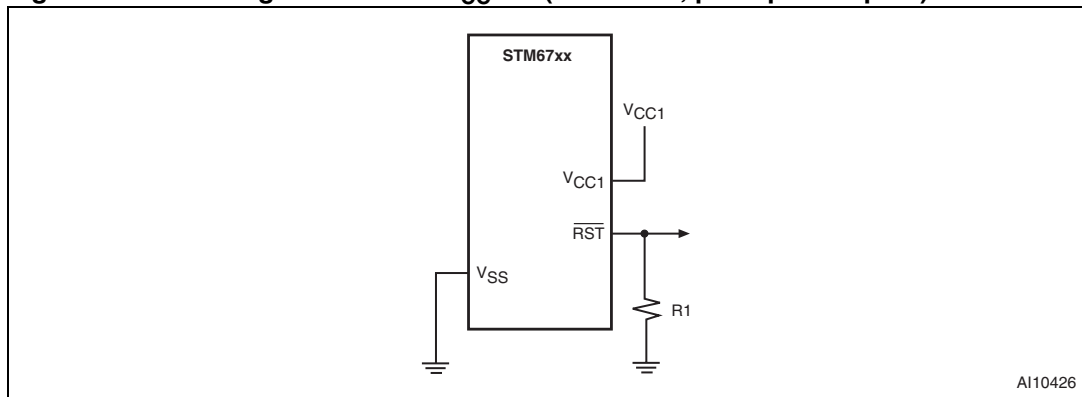 STM67xx
VCC1
VCC1
RST
VSS
R1
AI10426